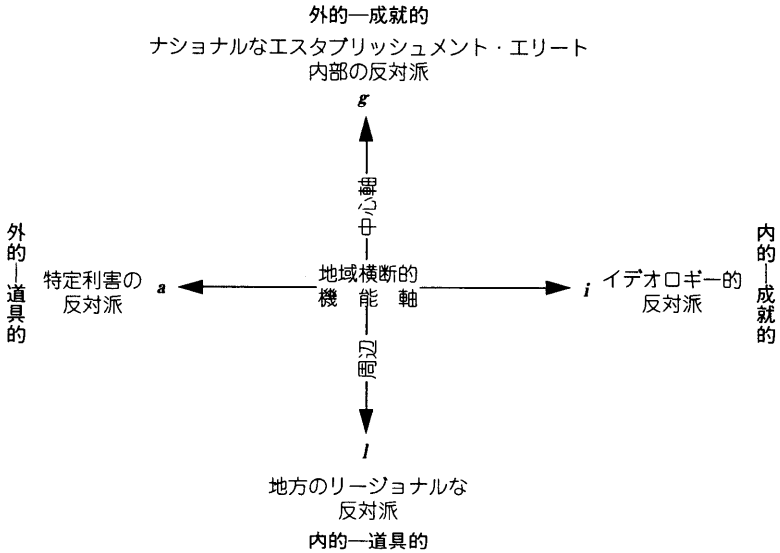 外的—成就的
ナショナルなエスタブリッシュメント・エリート
内部の反対派
g
中心軸
外的—道具的
特定利害の
反対派
a
地域横断的
機能軸
i
イデオロギー的
反対派
内的—成就的
周辺
l
地方のリージョナルな
反対派
内的—道具的